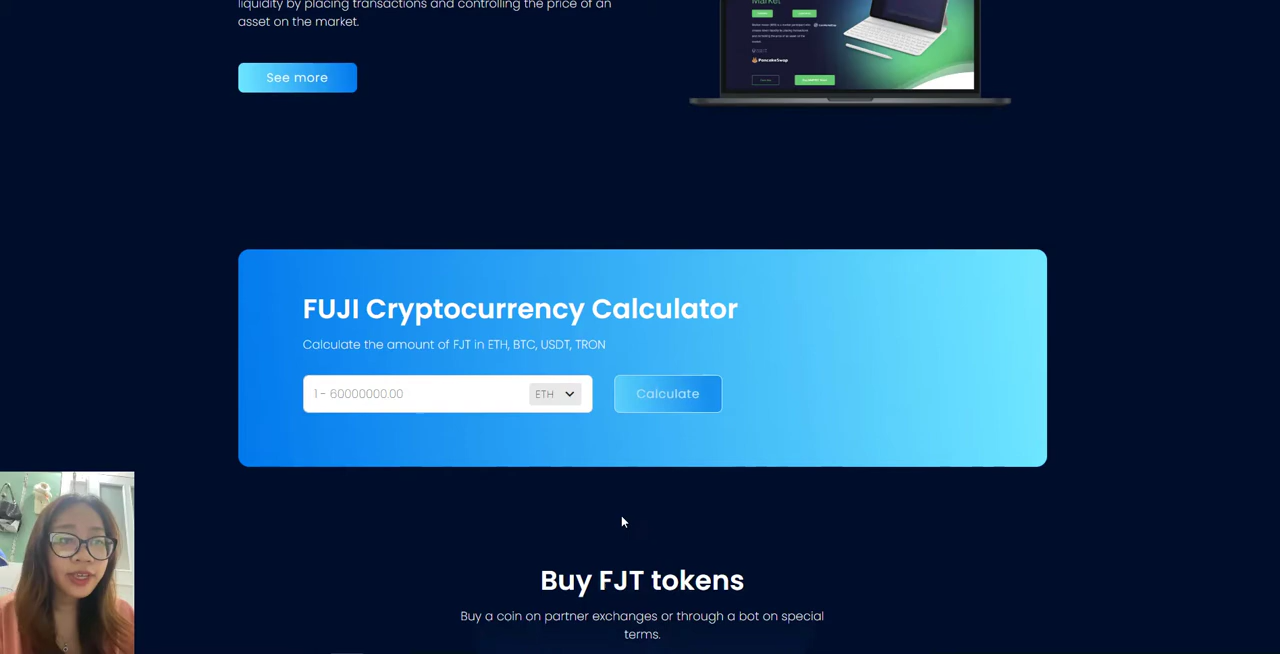 liquidity by placing transactions and controlling the price of an
asset on the market.
See more
Market
PancakeSwap
FUJI Cryptocurrency Calculator
Calculate the amount of FJT in ETH, BTC, USDT, TRON
1 - 60000000.00
ETH
Calculate
Buy FJT tokens
Buy a coin on partner exchanges or through a bot on special
terms.